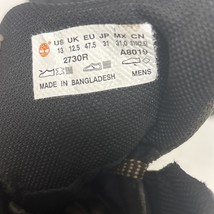 US UK EU JP MX CN
13 12.5 47.5 31 31.0
2730R A8019
MADE IN BANGLADESH MENS